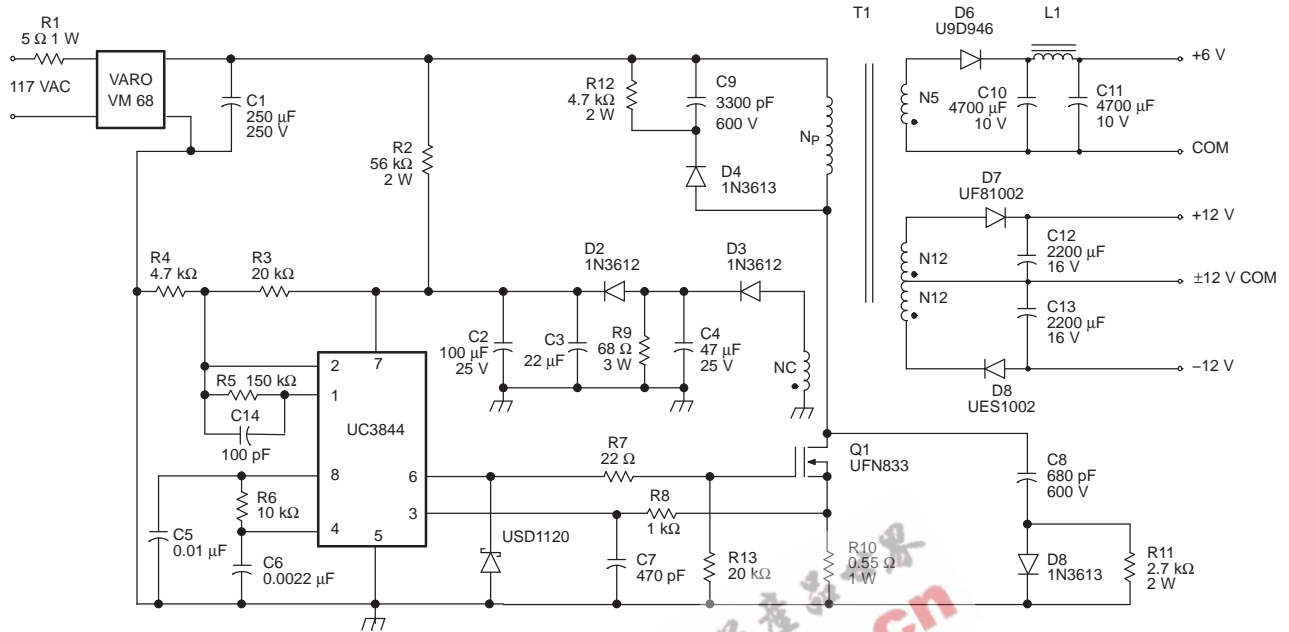 R1
5 Ω 1 W
117 VAC
VARO
VM 68
C1
250 µF
250 V
R2
56 kΩ
2 W
R12
4.7 kΩ
2 W
C9
3300 pF
600 V
D4
1N3613
NP
T1
D6
U9D946
L1
+6 V
N5
C10
4700 µF
10 V
C11
4700 µF
10 V
COM
D7
UF81002
+12 V
N12
C12
2200 µF
16 V
±12 V COM
N12
C13
2200 µF
16 V
–12 V
D8
UES1002
R4
4.7 kΩ
R3
20 kΩ
D2
1N3612
D3
1N3612
C2
100 µF
25 V
C3
22 µF
R9
68 Ω
3 W
C4
47 µF
25 V
NC
2
7
R5 150 kΩ
1
C14
100 pF
UC3844
8
6
R6
10 kΩ
4
3
5
C5
0.01 µF
C6
0.0022 µF
USD1120
R7
22 Ω
R8
1 kΩ
C7
470 pF
R13
20 kΩ
Q1
UFN833
R10
0.55 Ω
1 W
C8
680 pF
600 V
D8
1N3613
R11
2.7 kΩ
2 W
cn